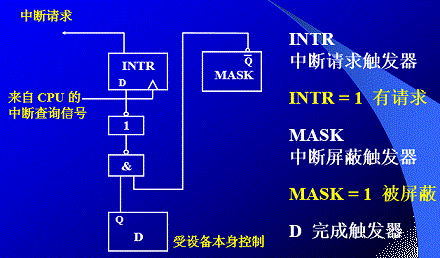 中断请求
INTR
D
Q
MASK
来自 CPU 的
中断查询信号
1
&
Q
D
受设备本身控制
INTR
中断请求触发器
INTR = 1 有请求
MASK
中断屏蔽触发器
MASK = 1 被屏蔽
D 完成触发器